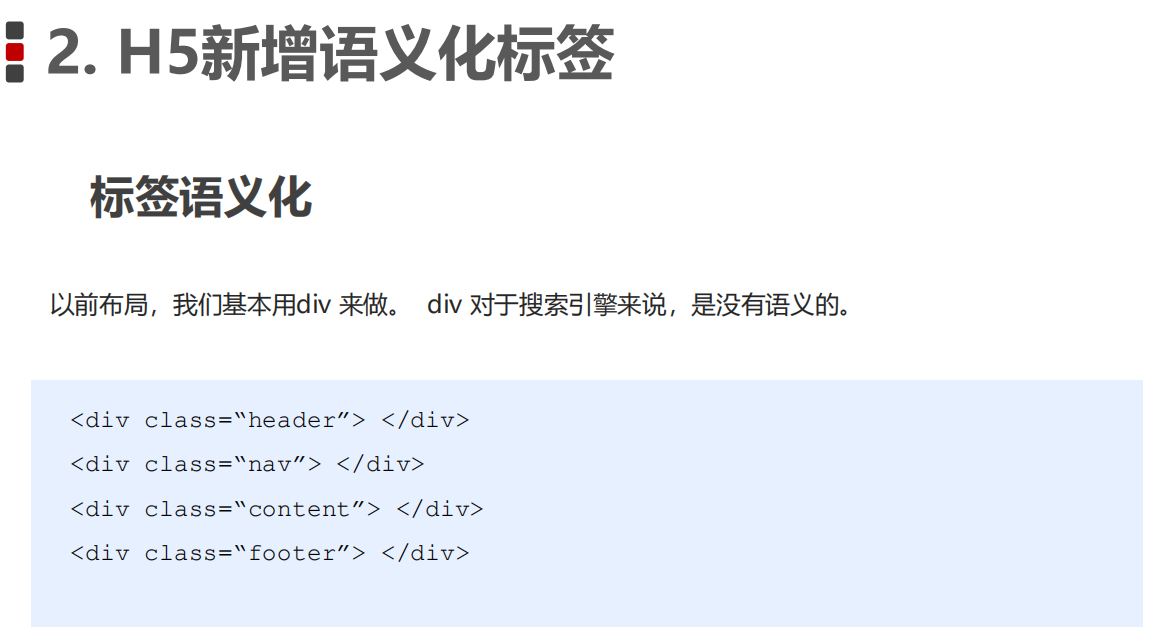 2. H5新增语义化标签
标签语义化
以前布局，我们基本用div 来做。 div 对于搜索引擎来说，是没有语义的。
<div class=“header”> </div>
<div class=“nav”> </div>
<div class=“content”> </div>
<div class=“footer”> </div>